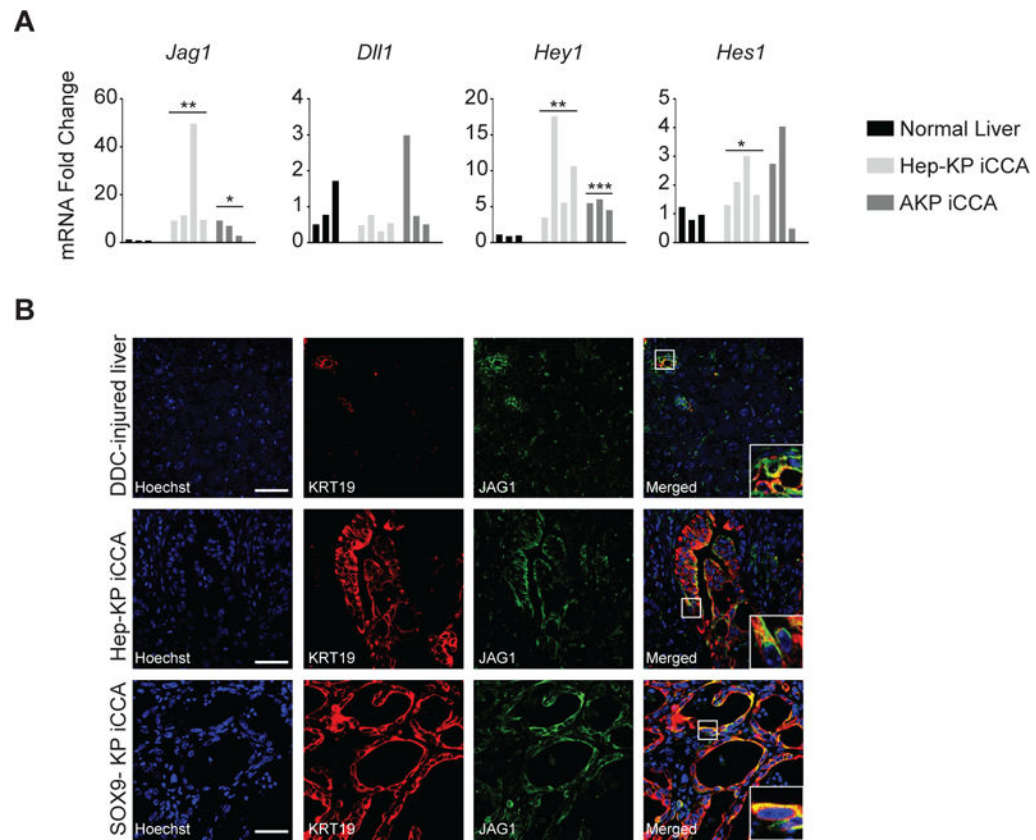 A
Jag1 Dll1 Hey1 Hes1
mRNA Fold Change
60
40
20
0
**
*
4
3
2
1
0
20
15
10
5
0
**
***
5
4
3
2
1
0
*
Normal Liver
Hep-KP iCCA
AKP iCCA
B
DDC-injured liver
Hoechst KRT19 JAG1 Merged
Hep-KP iCCA
Hoechst KRT19 JAG1 Merged
SOX9- KP iCCA
Hoechst KRT19 JAG1 Merged